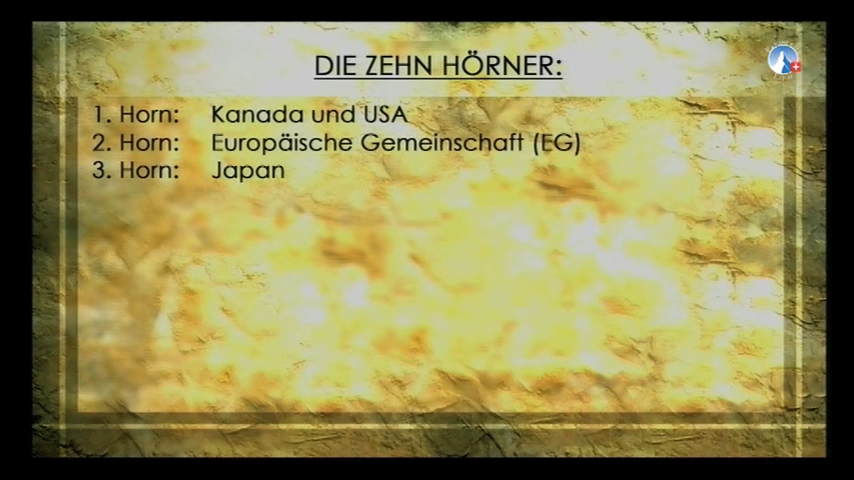 DIE ZEHN HÖRNER:
1. Horn: Kanada und USA
2. Horn: Europäische Gemeinschaft (EG)
3. Horn: Japan